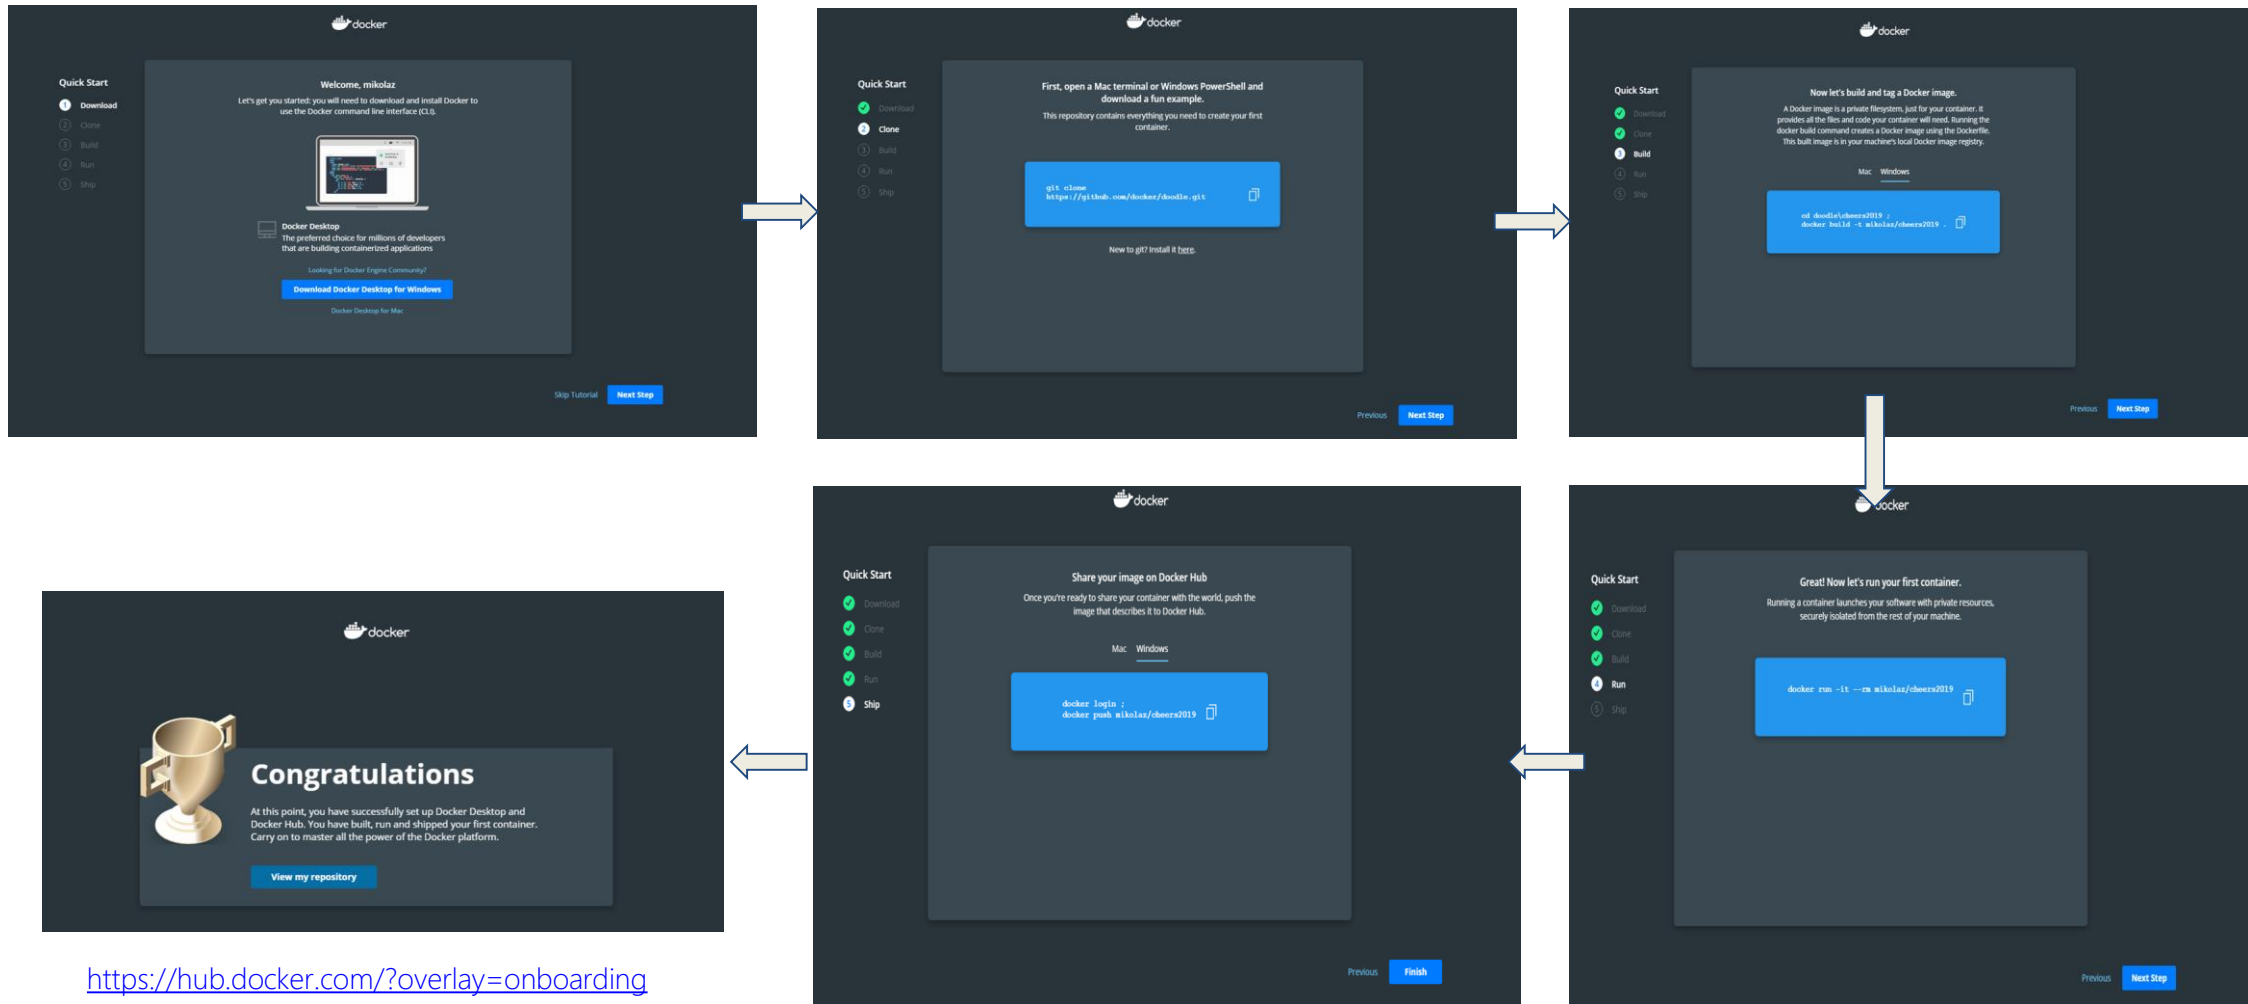 docker
Quick Start
1 Download
2 Clone
3 Build
4 Run
5 Ship
Welcome, mikolaz
Let's get you started: you will need to download and install Docker to
use the Docker command line interface (CLI).
Docker Desktop
The preferred choice for millions of developers
that are building containerized applications
Looking for Docker Engine Community?
Download Docker Desktop for Windows
Docker Desktop for Mac
Skip Tutorial Next Step
docker
Quick Start
Download
2 Clone
3 Build
4 Run
5 Ship
First, open a Mac terminal or Windows PowerShell and
download a fun example.
This repository contains everything you need to create your first
container.
git clone
https://github.com/docker/doodle.git
New to git? Install it here.
Previous Next Step
docker
Quick Start
Download
Clone
3 Build
4 Run
5 Ship
Now let's build and tag a Docker image.
A Docker image is a private filesystem, just for your container. It
provides all the files and code your container will need. Running the
docker build command creates a Docker image using the Dockerfile.
This built image is in your machine's local Docker image registry.
Mac Windows
cd doodle\cheers2019 ;
docker build -t mikolaz/cheers2019 .
Previous Next Step
docker
Quick Start
Download
Clone
Build
4 Run
5 Ship
Great! Now let's run your first container.
Running a container launches your software with private resources,
securely isolated from the rest of your machine.
docker run -it --rm mikolaz/cheers2019
Previous Next Step
docker
Quick Start
Download
Clone
Build
Run
5 Ship
Share your image on Docker Hub
Once you're ready to share your container with the world, push the
image that describes it to Docker Hub.
Mac Windows
docker login ;
docker push mikolaz/cheers2019
Previous Finish
docker
Congratulations
At this point, you have successfully set up Docker Desktop and
Docker Hub. You have built, run and shipped your first container.
Carry on to master all the power of the Docker platform.
View my repository
https://hub.docker.com/?overlay=onboarding